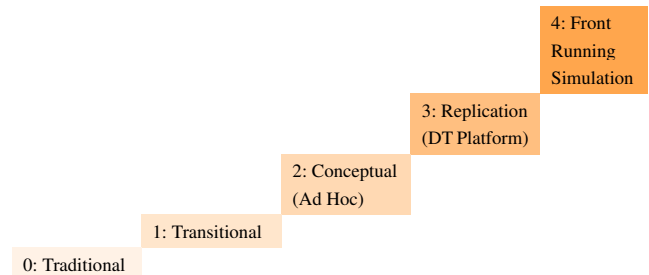 4: Front
Running
Simulation
3: Replication
(DT Platform)
2: Conceptual
(Ad Hoc)
1: Transitional
0: Traditional